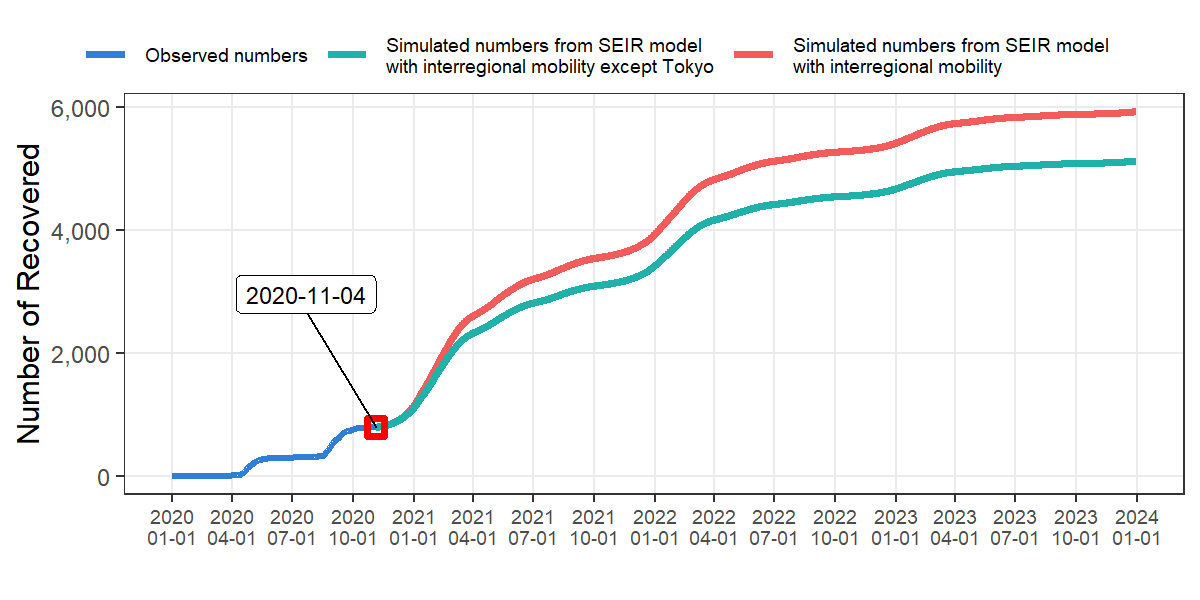 Observed numbers
Simulated numbers from SEIR model
with interregional mobility except Tokyo
Simulated numbers from SEIR model
with interregional mobility
Number of Recovered
6,000
4,000
2,000
0
2020-11-04
2020 2020 2020 2020 2021 2021 2021 2021 2022 2022 2022 2022 2023 2023 2023 2023 2024
01-01 04-01 07-01 10-01 01-01 04-01 07-01 10-01 01-01 04-01 07-01 10-01 01-01 04-01 07-01 10-01 01-01